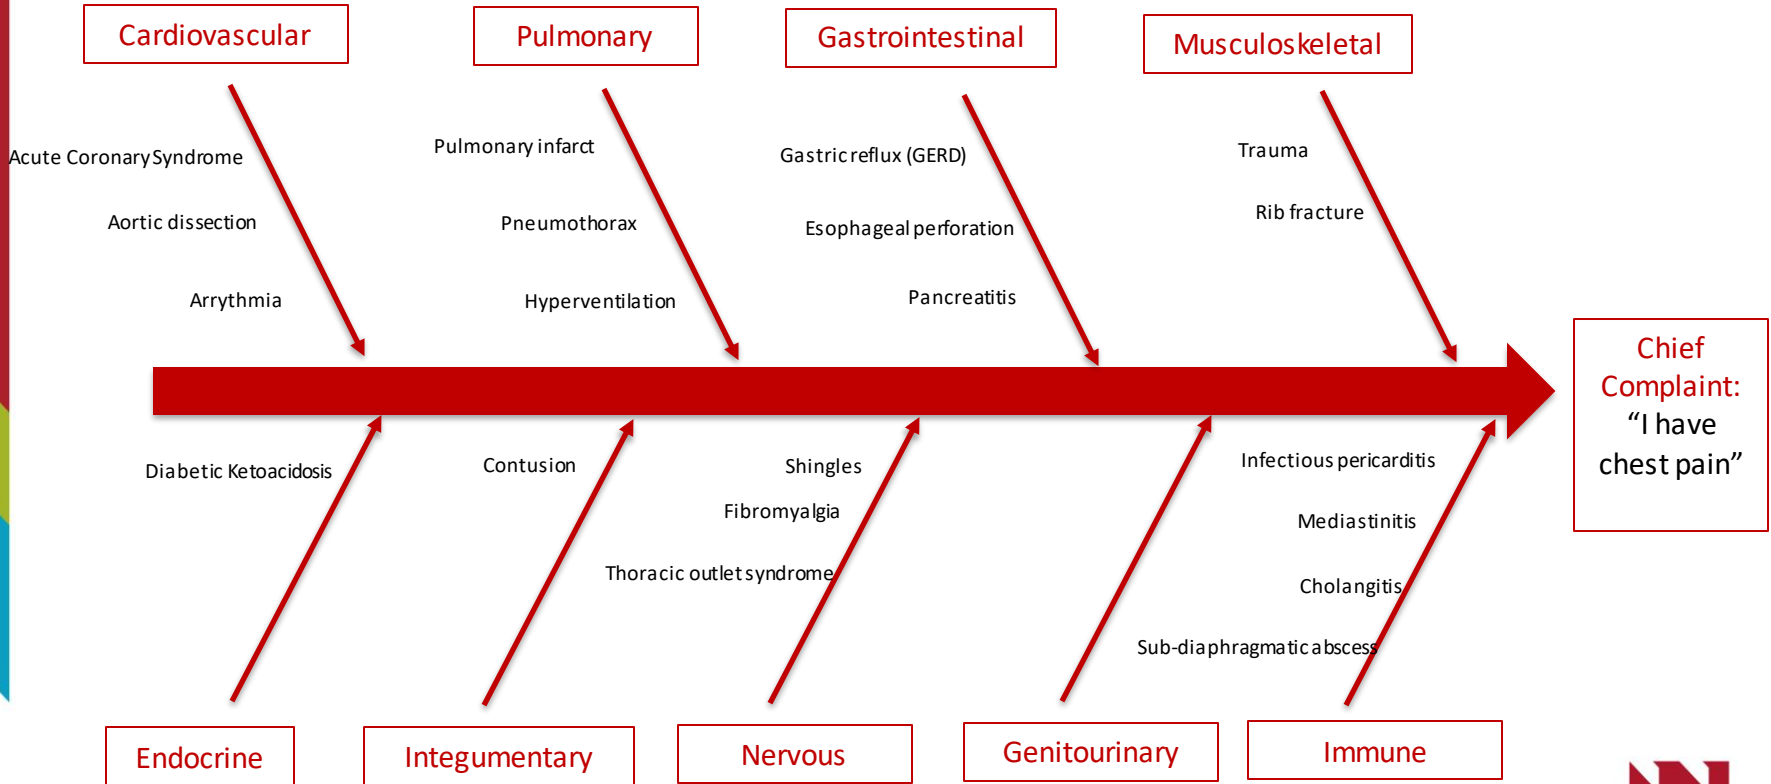 Cardiovascular
Pulmonary
Gastrointestinal
Musculoskeletal
Acute Coronary Syndrome
Aortic dissection
Arrythmia
Pulmonary infarct
Pneumothorax
Hyperventilation
Gastric reflux (GERD)
Esophageal perforation
Pancreatitis
Trauma
Rib fracture
Chief
Complaint:
“I have
chest pain”
Diabetic Ketoacidosis
Contusion
Shingles
Fibromyalgia
Thoracic outlet syndrome
Infectious pericarditis
Mediastinitis
Cholangitis
Sub-diaphragmatic abscess
Endocrine
Integumentary
Nervous
Genitourinary
Immune